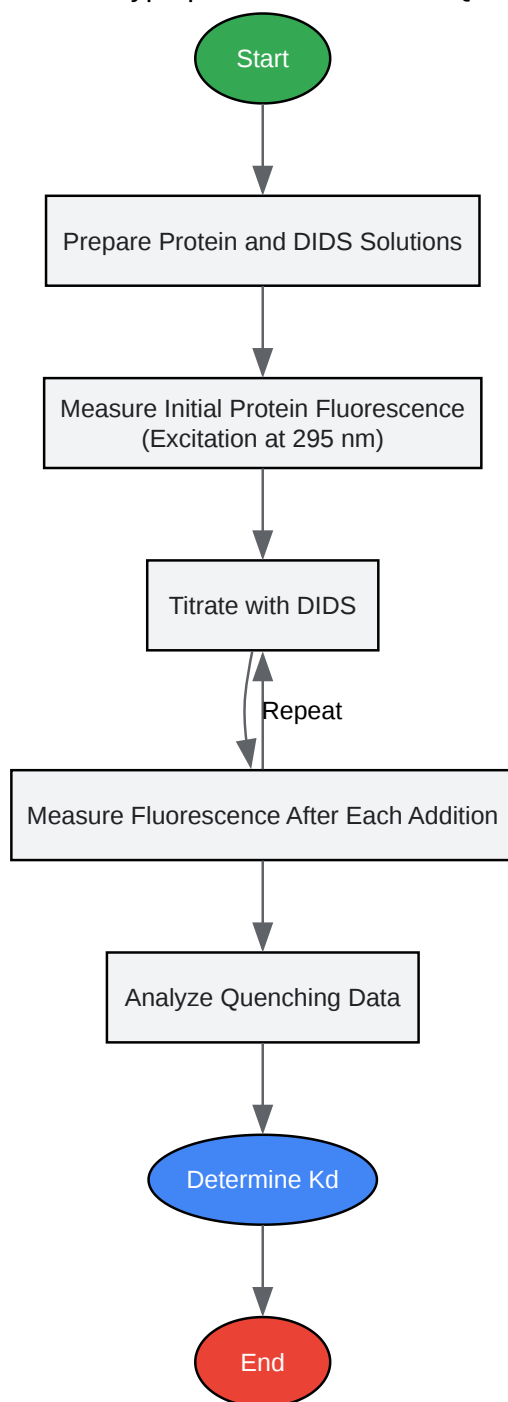 Start
Prepare Protein and DIDS Solutions
Measure Initial Protein Fluorescence
(Excitation at 295 nm)
Titrate with DIDS
Repeat
Measure Fluorescence After Each Addition
Analyze Quenching Data
Determine Kd
End